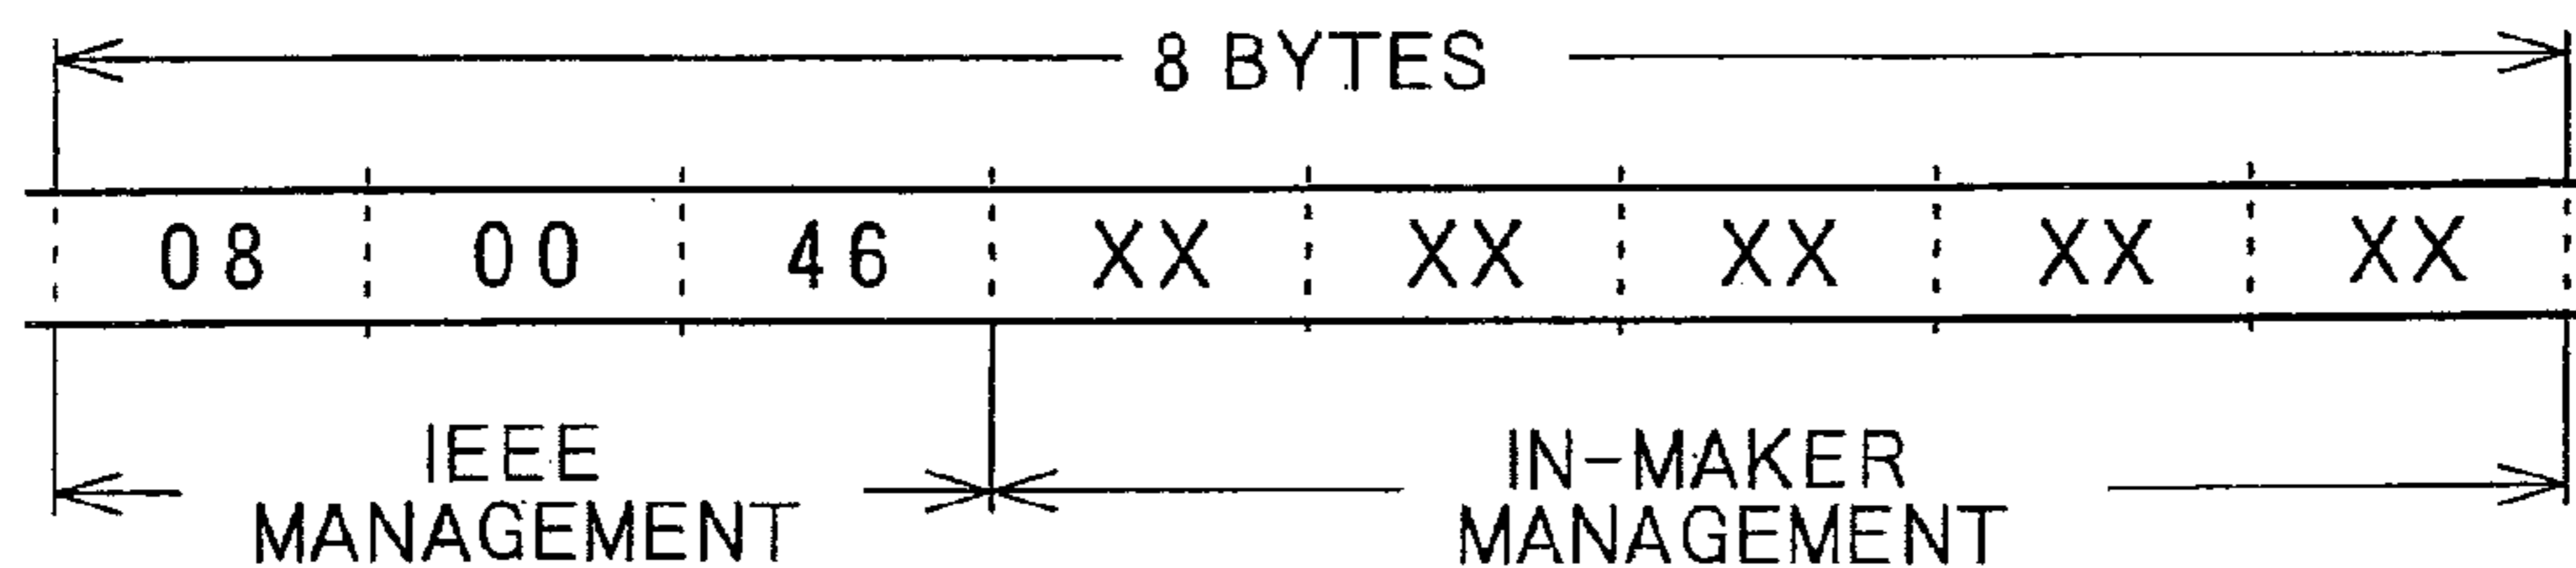 8 BYTES
08 00 46 XX XX XX XX XX
IEEE
MANAGEMENT
IN-MAKER
MANAGEMENT